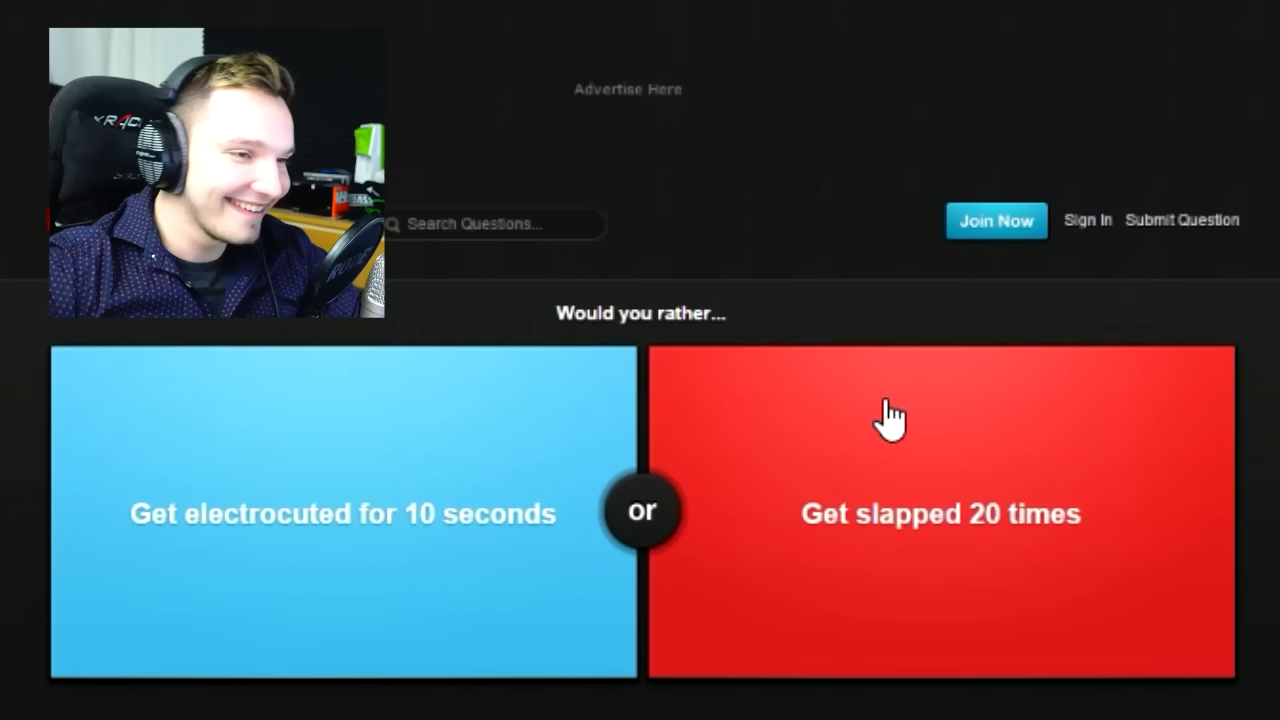 Advertise Here
Search Questions...
Join Now
Sign In
Submit Question
Would you rather...
Get electrocuted for 10 seconds
or
Get slapped 20 times